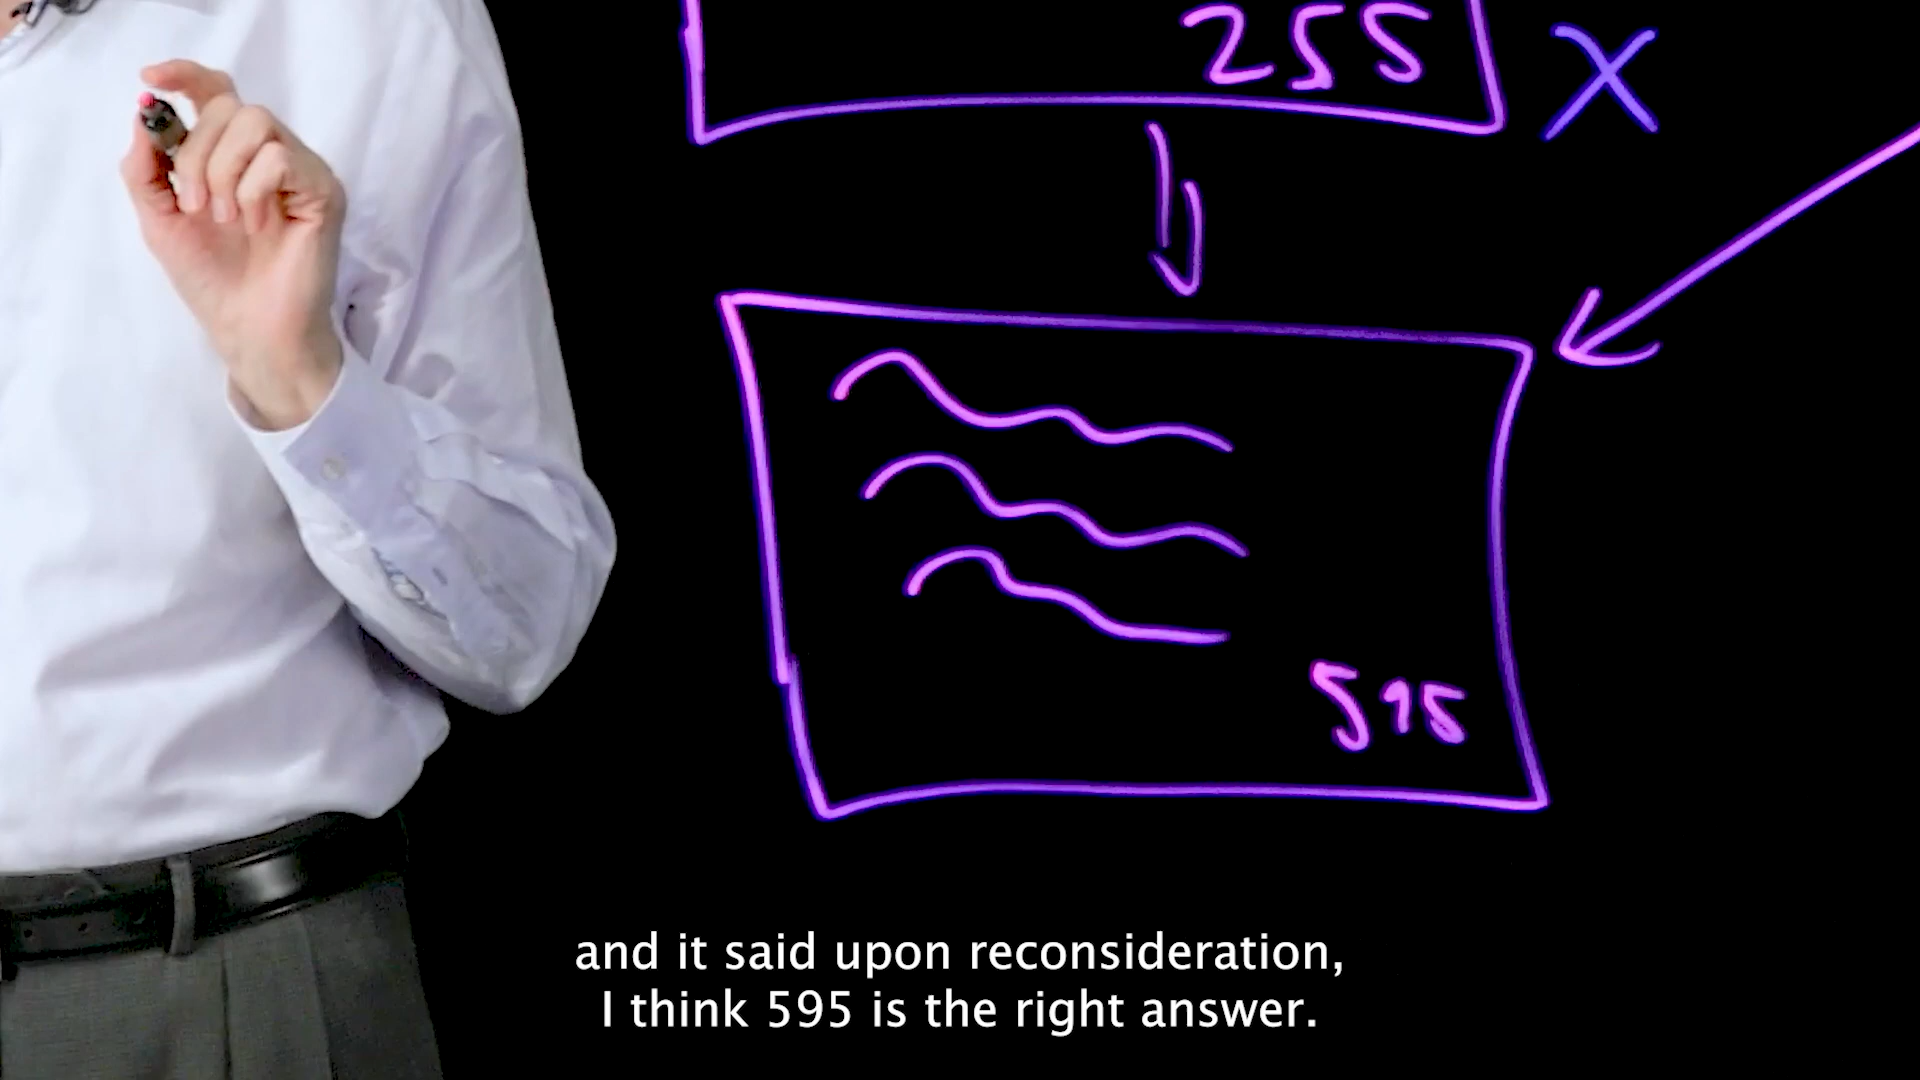 255 X
595
and it said upon reconsideration,
I think 595 is the right answer.